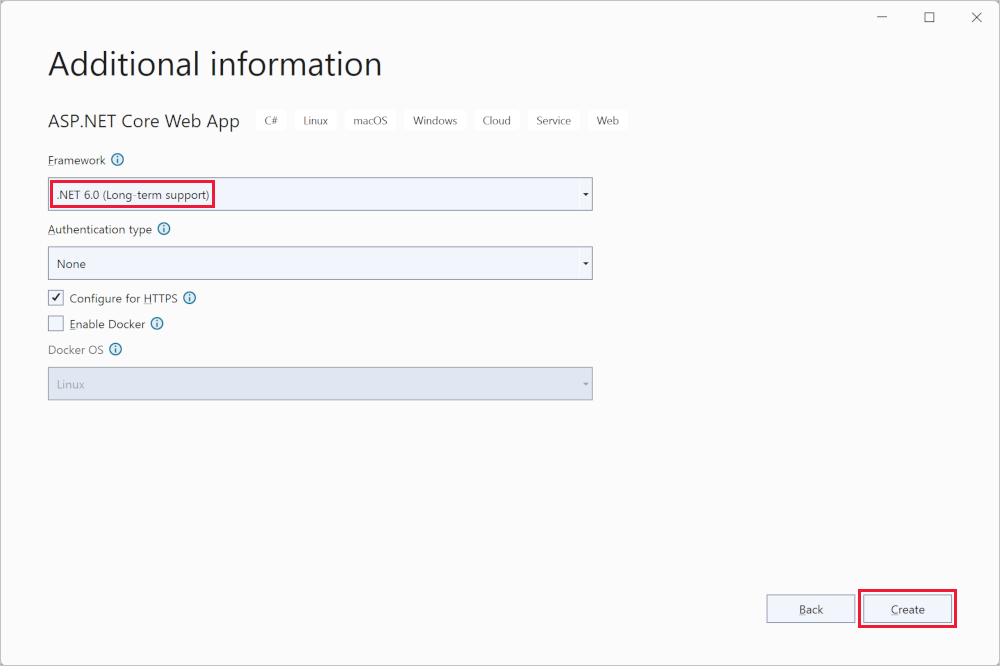 Additional information
ASP.NET Core Web App C# Linux macOS Windows Cloud Service Web
Framework
.NET 6.0 (Long-term support)
Authentication type
None
Configure for HTTPS
Enable Docker
Docker OS
Linux
Back Create